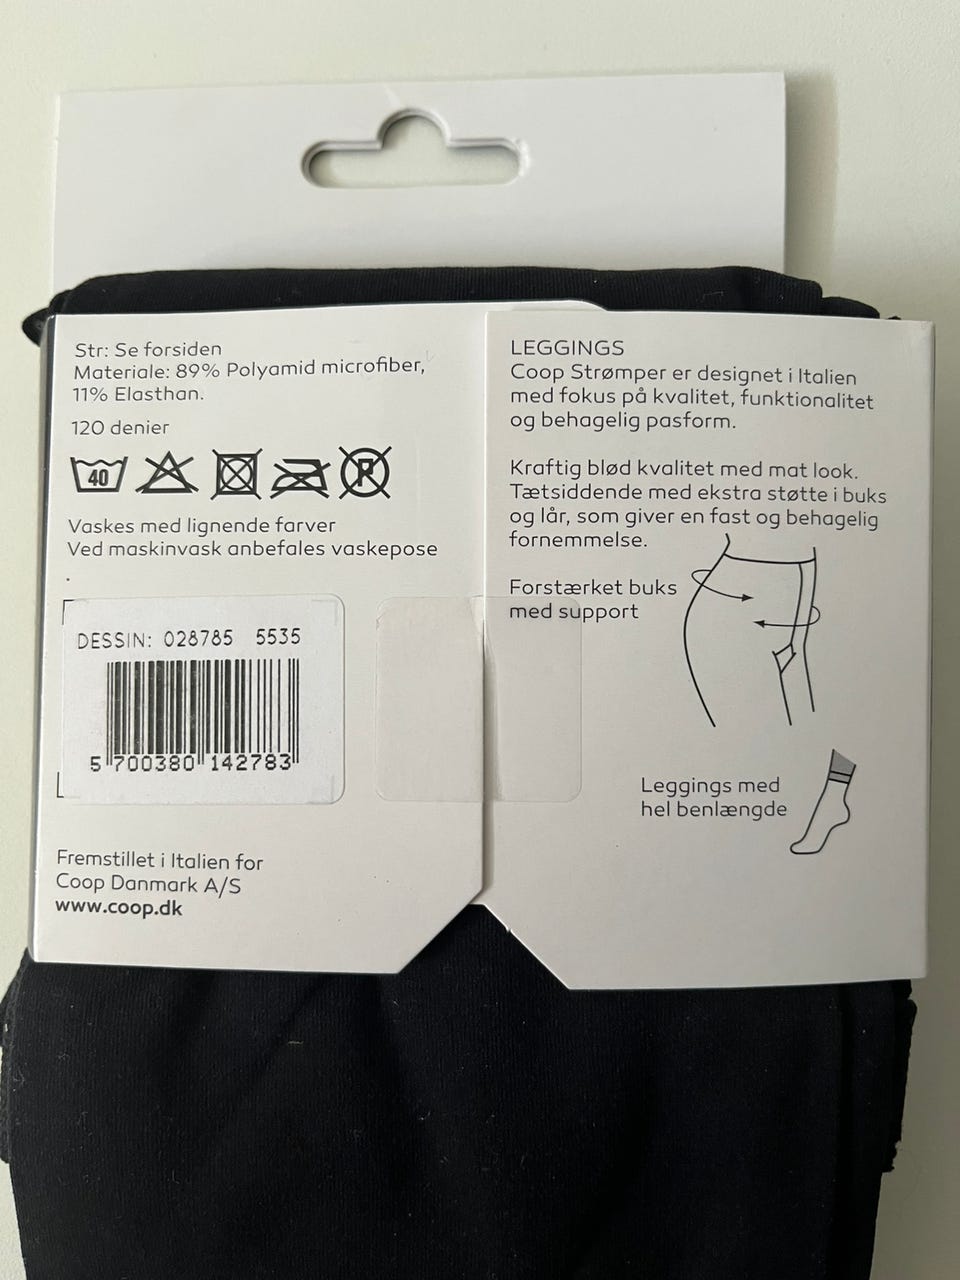 Str: Se forsiden
Materiale: 89% Polyamid microfiber,
11% Elasthan.
120 denier
40
P
Vaskes med lignende farver
Ved maskinvask anbefales vaskepose
DESSIN: 028785 5535
5 700380 142783
Fremstillet i Italien for
Coop Danmark A/S
www.coop.dk
LEGGINGS
Coop Strømper er designet i Italien
med fokus på kvalitet, funktionalitet
og behagelig pasform.
Kraftig blød kvalitet med mat look.
Tætsiddende med ekstra støtte i buks
og lår, som giver en fast og behagelig
fornemmelse.
Forstærket buks
med support
Leggings med
hel benlængde